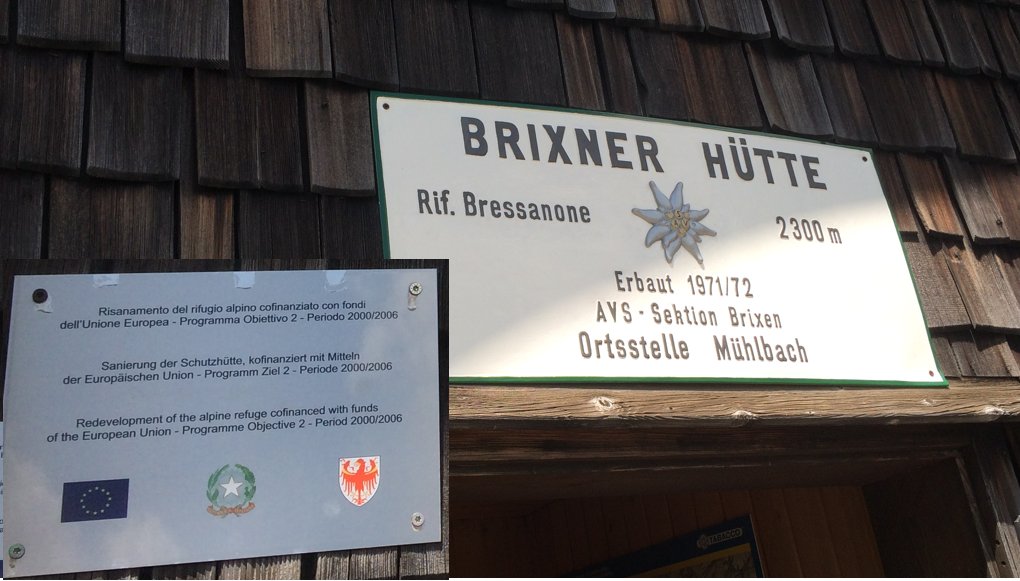 BRIXNER HÜTTE
Rif. Bressanone
2300 m
Erbaut 1971/72
AVS - Sektion Brixen
Ortsstelle Mühlbach
Risanamento del rifugio alpino cofinanziato con fondi
dell'Unione Europea - Programma Obiettivo 2 - Periodo 2000/2006
Sanierung der Schutzhütte, kofinanziert mit Mitteln
der Europäischen Union - Programm Ziel 2 - Periode 2000/2006
Redevelopment of the alpine refuge cofinanced with funds
of the European Union - Programme Objective 2 - Period 2000/2006
TABACCO